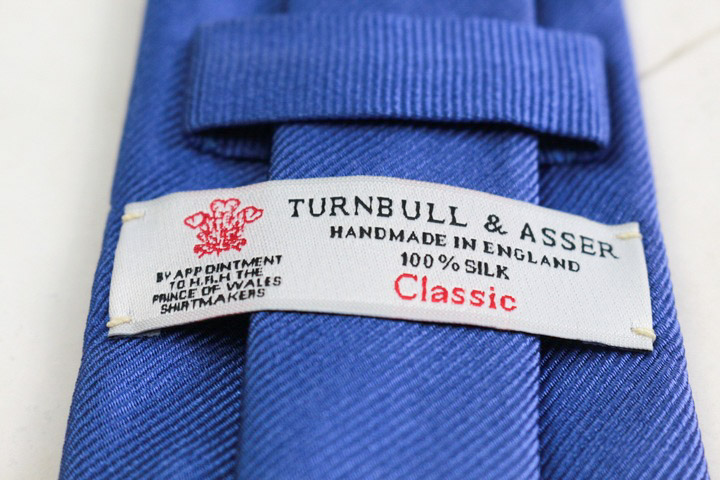 BY APPOINTMENT
TO H.R.H THE
PRINCE OF WALES
SHIRTMAKERS
TURNBULL & ASSER
HANDMADE IN ENGLAND
100% SILK
Classic